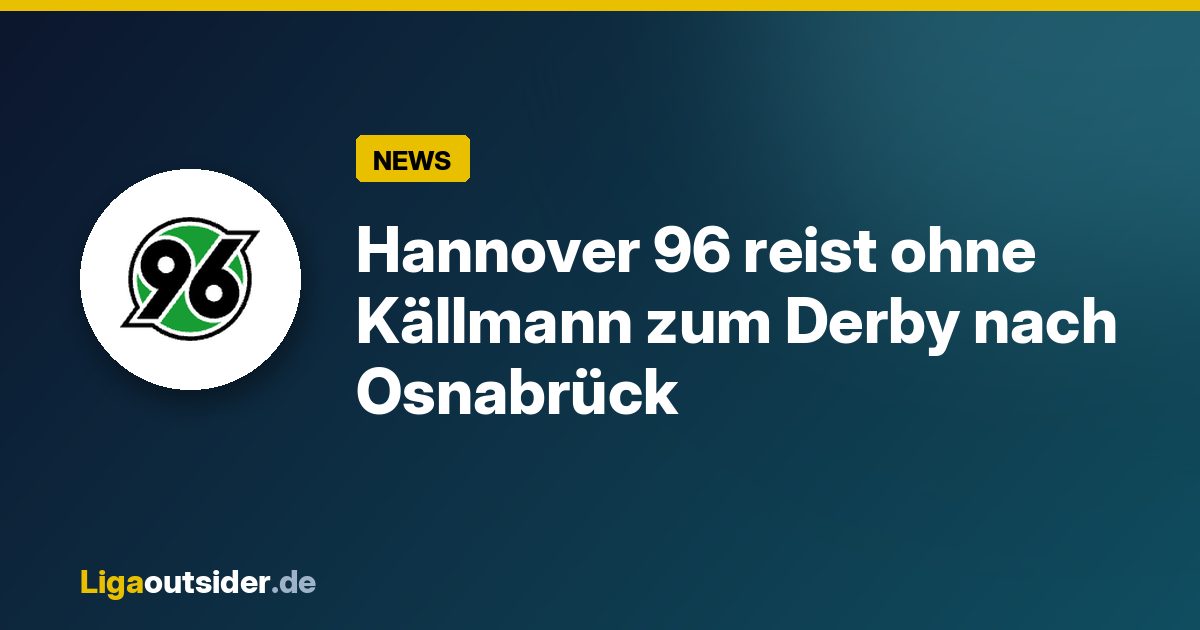 96
NEWS
Hannover 96 reist ohne
Källmann zum Derby nach
Osnabrück
Ligaoutsider.de